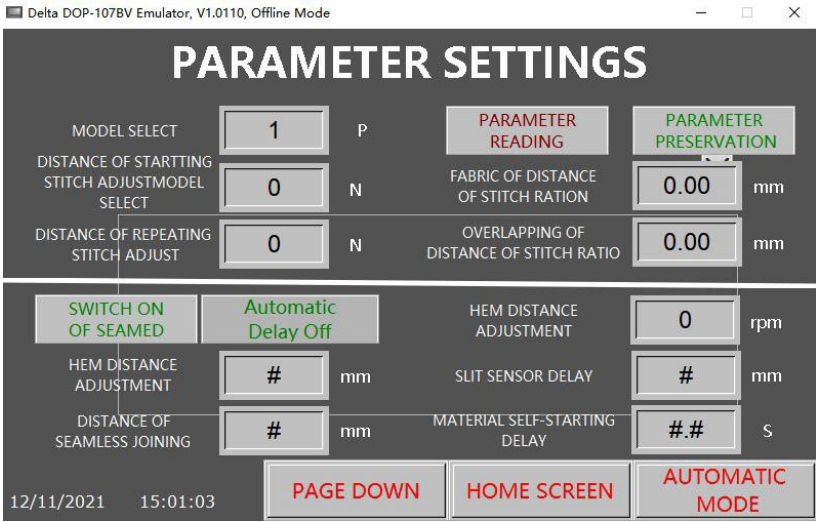 Delta DOP-107BV Emulator, V1.0110, Offline Mode
PARAMETER SETTINGS
MODEL SELECT 1 P
PARAMETER
READING
PARAMETER
PRESERVATION
DISTANCE OF STARTTING
STITCH ADJUSTMODEL
SELECT
0 N
FABRIC OF DISTANCE
OF STITCH RATION
0.00 mm
DISTANCE OF REPEATING
STITCH ADJUST
0 N
OVERLAPPING OF
DISTANCE OF STITCH RATIO
0.00 mm
SWITCH ON
OF SEAMED
Automatic
Delay Off
HEM DISTANCE
ADJUSTMENT
0 rpm
HEM DISTANCE
ADJUSTMENT
# mm
SLIT SENSOR DELAY # mm
DISTANCE OF
SEAMLESS JOINING
# mm
MATERIAL SELF-STARTING
DELAY
#.# S
12/11/2021 15:01:03
PAGE DOWN
HOME SCREEN
AUTOMATIC
MODE